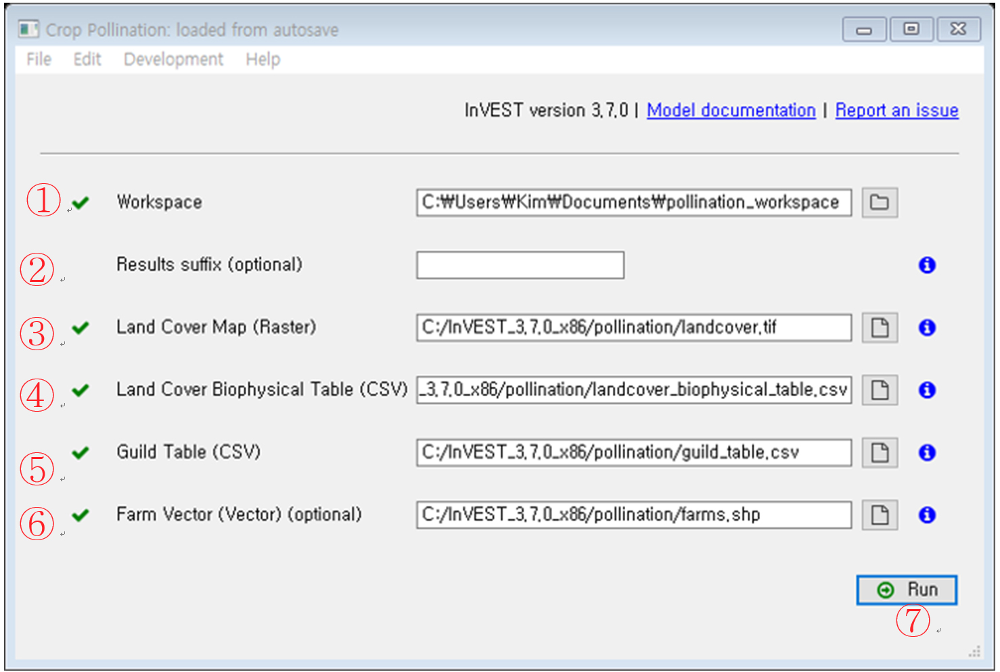 Crop Pollination: loaded from autosave
File Edit Development Help
InVEST version 3.7.0 | Model documentation | Report an issue
① Workspace C:₩Users₩Kim₩Documents₩pollination_workspace
② Results suffix (optional)
③ Land Cover Map (Raster) C:/InVEST_3.7.0_x86/pollination/landcover.tif
④ Land Cover Biophysical Table (CSV) _3.7.0_x86/pollination/landcover_biophysical_table.csv
⑤ Guild Table (CSV) C:/InVEST_3.7.0_x86/pollination/guild_table.csv
⑥ Farm Vector (Vector) (optional) C:/InVEST_3.7.0_x86/pollination/farms.shp
Run
⑦